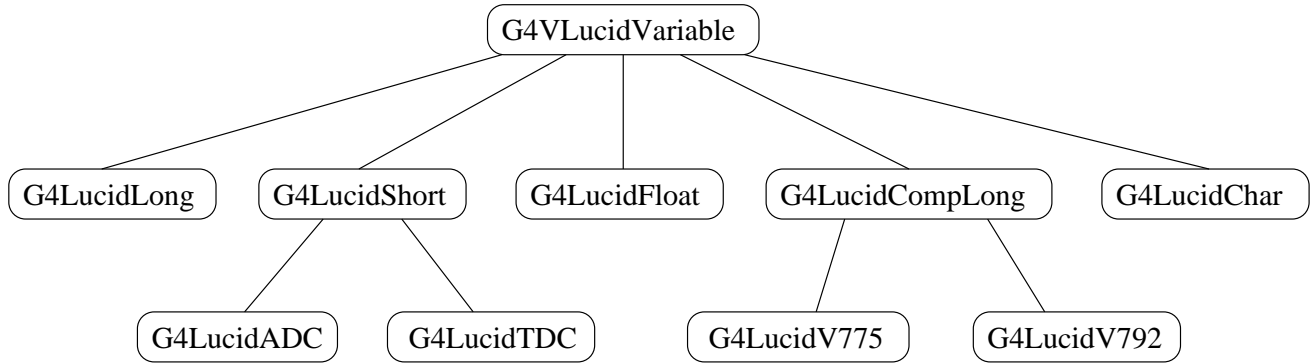 G4VLucidVariable
G4LucidLong
G4LucidShort
G4LucidFloat
G4LucidCompLong
G4LucidChar
G4LucidADC
G4LucidTDC
G4LucidV775
G4LucidV792